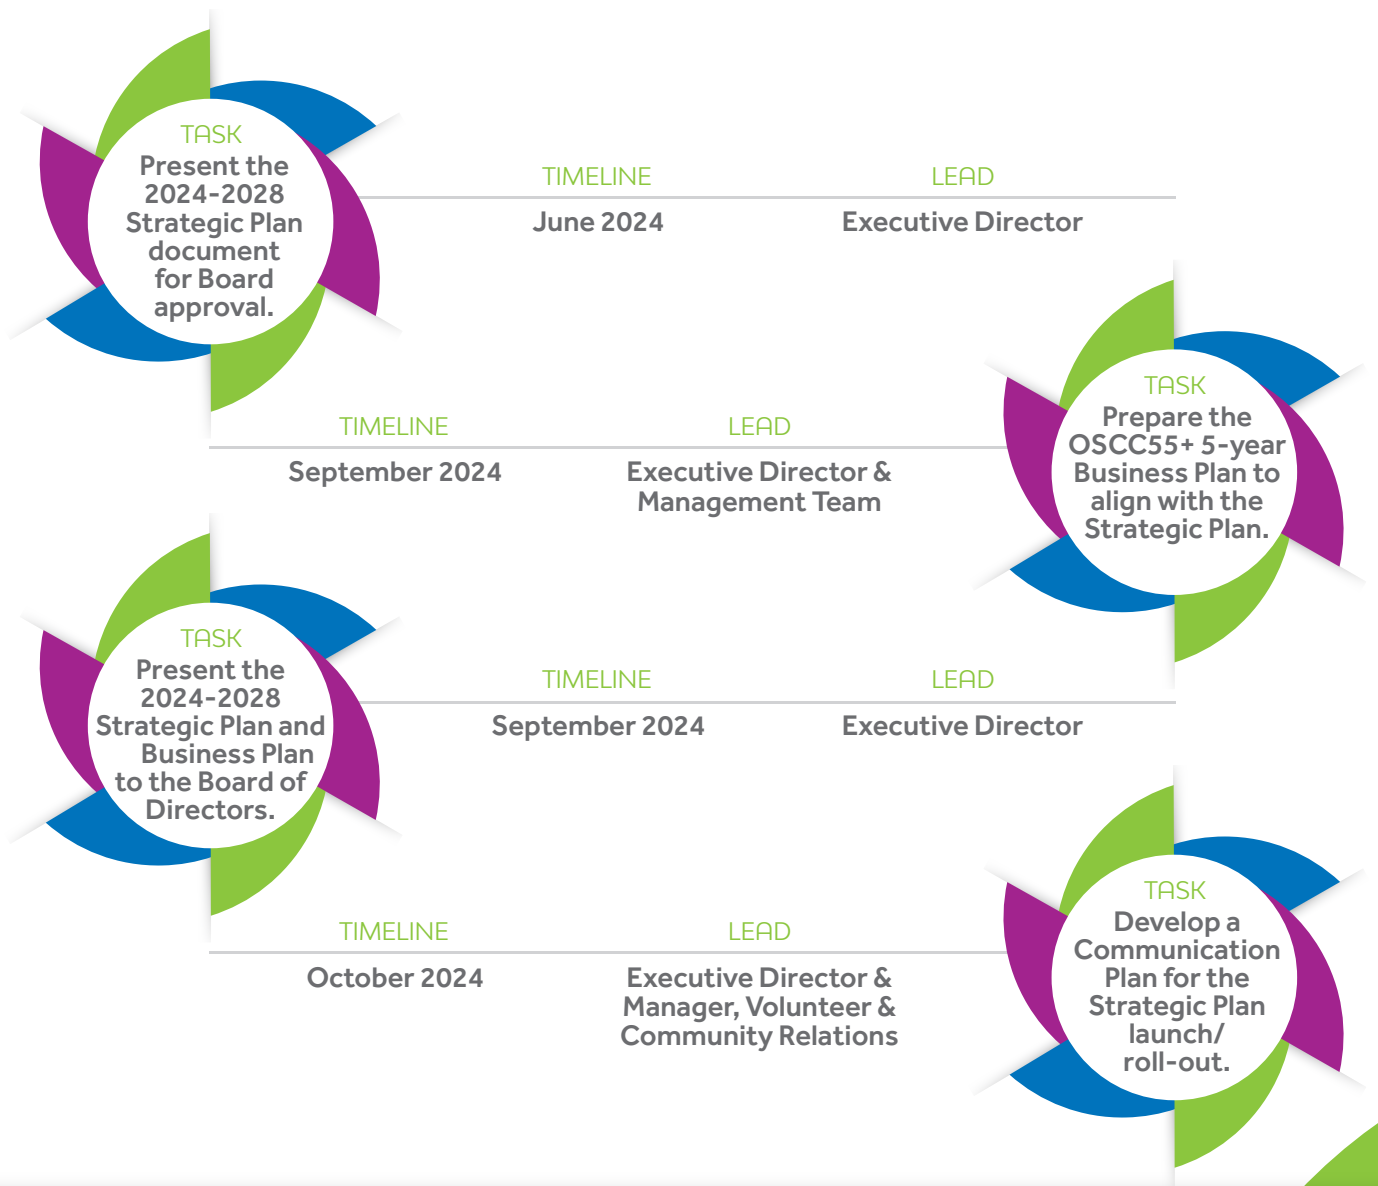 TASK
Present the
2024-2028
Strategic Plan
document
for Board
approval.
TIMELINE
June 2024
LEAD
Executive Director
TASK
Prepare the
OSCC55+ 5-year
Business Plan to
align with the
Strategic Plan.
TIMELINE
September 2024
LEAD
Executive Director &
Management Team
TASK
Present the
2024-2028
Strategic Plan and
Business Plan
to the Board of
Directors.
TIMELINE
September 2024
LEAD
Executive Director
TASK
Develop a
Communication
Plan for the
Strategic Plan
launch/
roll-out.
TIMELINE
October 2024
LEAD
Executive Director &
Manager, Volunteer &
Community Relations